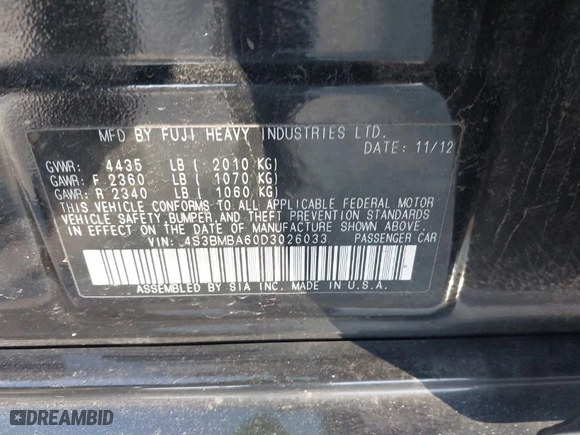 MFD BY FUJI HEAVY INDUSTRIES LTD.
DATE: 11/12
GVWR: 4435 LB ( 2010 KG)
GAWR: F 2360 LB ( 1070 KG)
GAWR: R 2340 LB ( 1060 KG)
THIS VEHICLE CONFORMS TO ALL APPLICABLE FEDERAL MOTOR
VEHICLE SAFETY, BUMPER, AND THEFT PREVENTION STANDARDS
IN EFFECT ON THE DATE OF MANUFACTURE SHOWN ABOVE.
VIN: 4S3BMBA60D3026033 PASSENGER CAR
ASSEMBLED BY SIA INC. MADE IN U.S.A.
DREAMBID